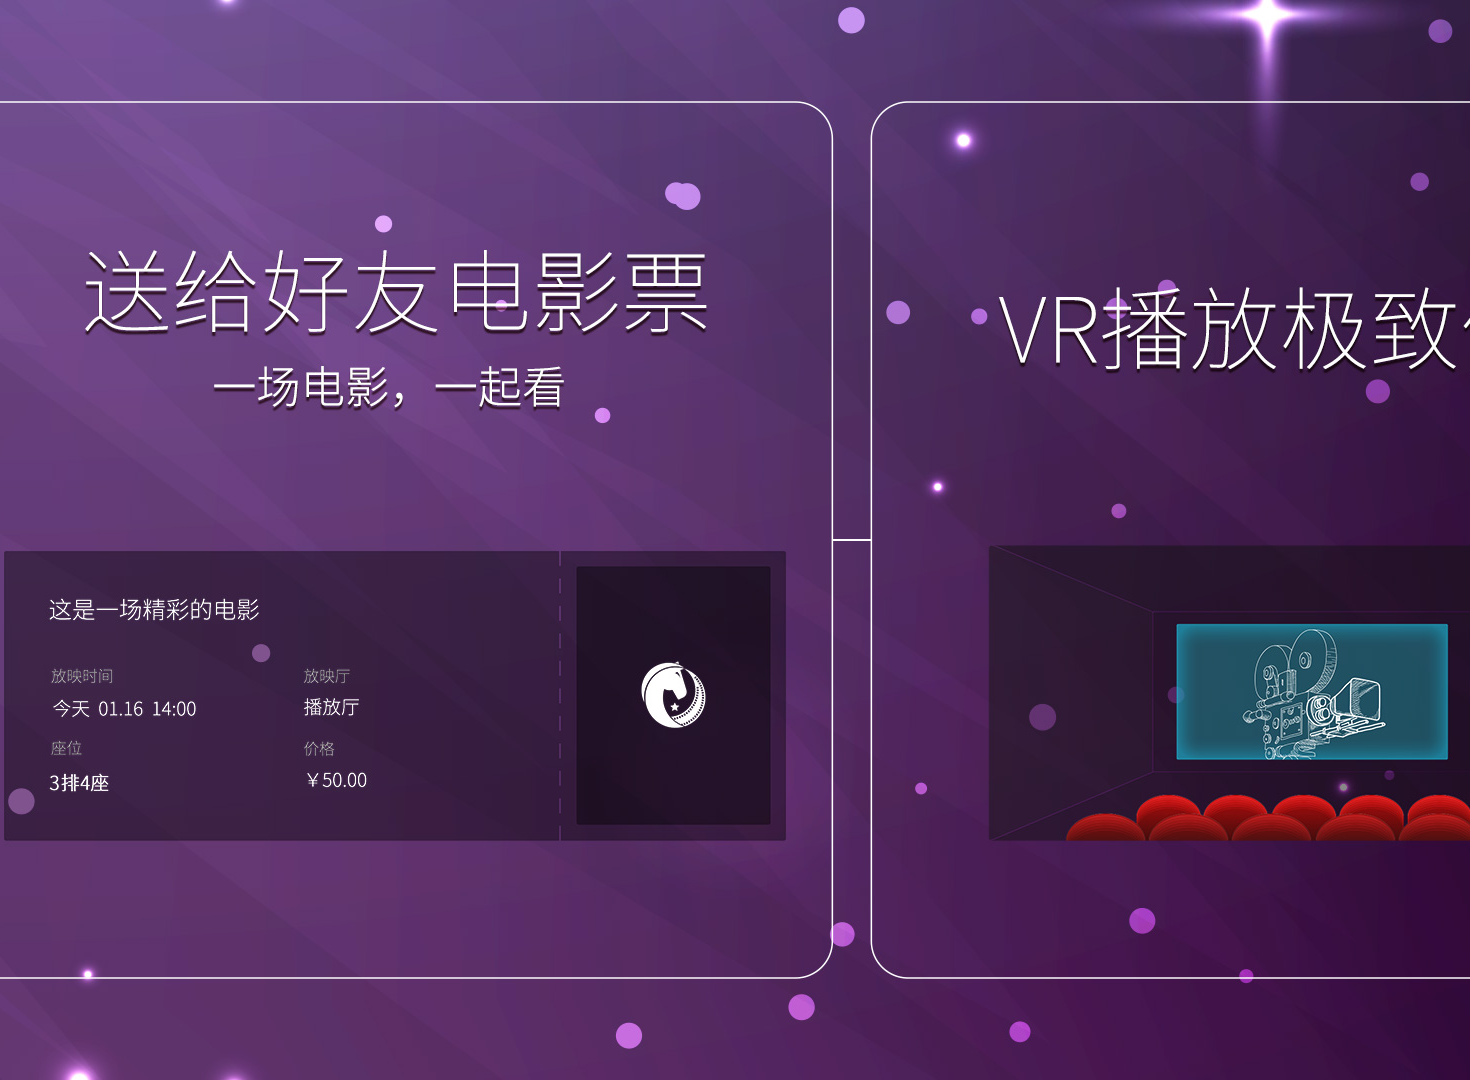 送给好友电影票
一场电影，一起看
这是一场精彩的电影
放映时间
放映厅
今天 01.16 14:00
播放厅
座位
价格
3排4座
￥50.00
VR播放极致